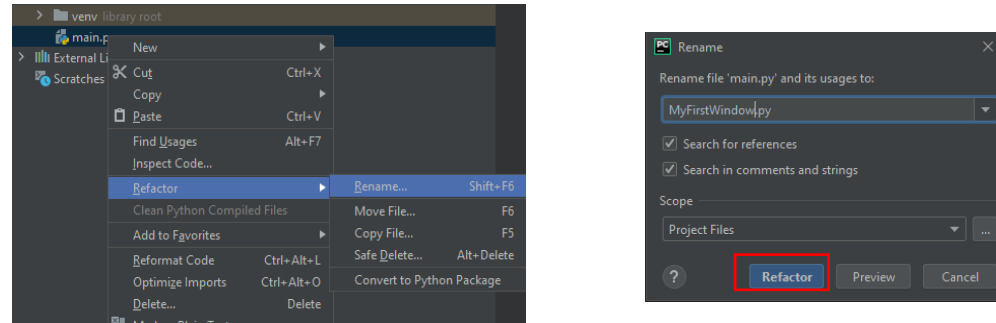 venv library root
main.p
New
External Li
Cut Ctrl+X
Scratches
Copy
Paste Ctrl+V
Find Usages Alt+F7
Inspect Code...
Refactor
Clean Python Compiled Files
Add to Favorites
Reformat Code Ctrl+Alt+L
Optimize Imports Ctrl+Alt+O
Delete... Delete
Rename... Shift+F6
Move File... F6
Copy File... F5
Safe Delete... Alt+Delete
Convert to Python Package
PC Rename
Rename file 'main.py' and its usages to:
MyFirstWindow.py
Search for references
Search in comments and strings
Scope
Project Files ...
? Refactor Preview Cancel